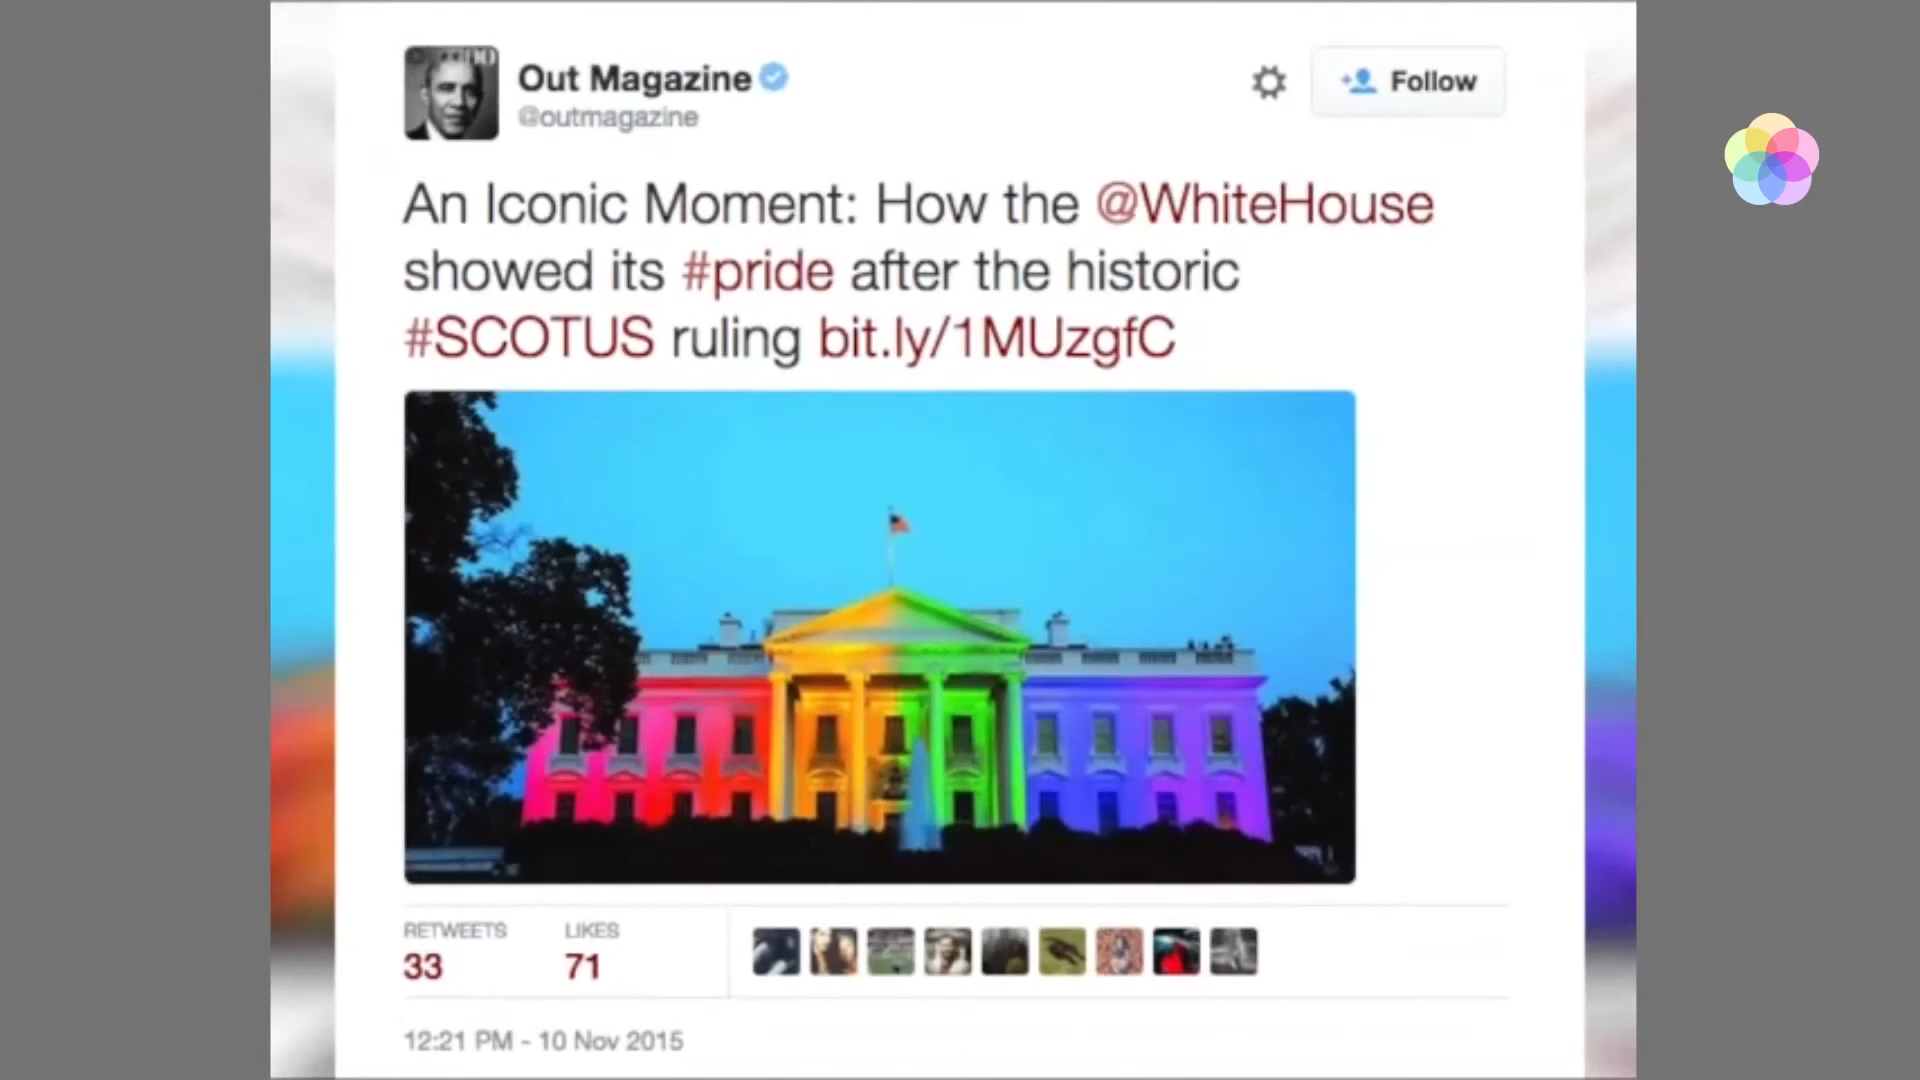 Out Magazine
@outmagazine
Follow
An Iconic Moment: How the @WhiteHouse
showed its #pride after the historic
#SCOTUS ruling bit.ly/1MUzgfC
RETWEETS LIKES
33 71
12:21 PM - 10 Nov 2015